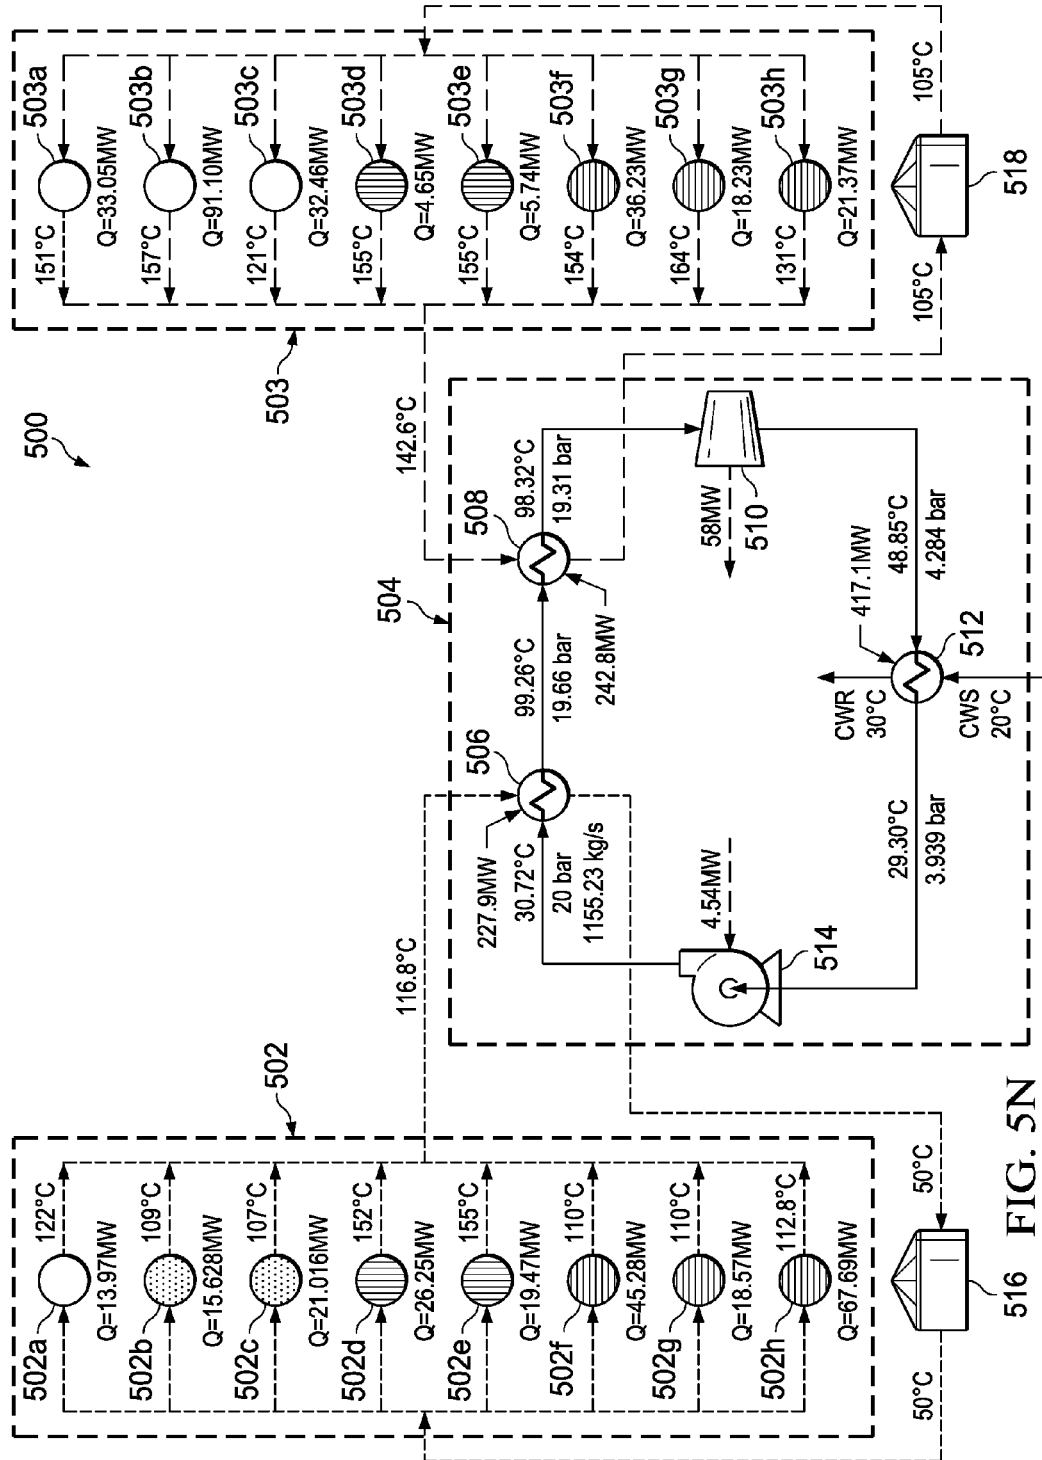 500
502
502a
122°C
Q=13.97MW
502b
109°C
Q=15.628MW
502c
107°C
Q=21.016MW
502d
152°C
Q=26.25MW
502e
155°C
Q=19.47MW
502f
110°C
Q=45.28MW
502g
110°C
Q=18.57MW
502h
112.8°C
Q=67.69MW
50°C
50°C
516
116.8°C
503
503a
151°C
Q=33.05MW
503b
157°C
Q=91.10MW
503c
121°C
Q=32.46MW
503d
155°C
Q=4.65MW
503e
155°C
Q=5.74MW
503f
154°C
Q=36.23MW
503g
164°C
Q=18.23MW
503h
131°C
Q=21.37MW
105°C
105°C
518
142.6°C
504
506
227.9MW
30.72°C
20 bar
1155.23 kg/s
99.26°C
19.66 bar
508
242.8MW
98.32°C
19.31 bar
58MW
510
4.54MW
514
48.85°C
4.284 bar
417.1MW
512
CWR
30°C
CWS
20°C
29.30°C
3.939 bar
FIG. 5N